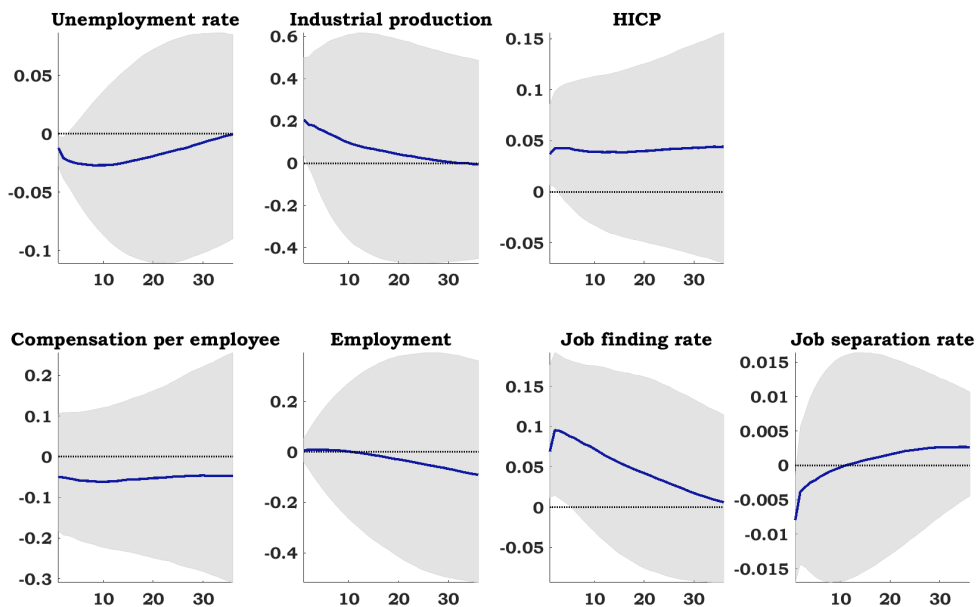 Unemployment rate
0.05
0
-0.05
-0.1
10 20 30
Industrial production
0.6
0.4
0.2
0
-0.2
-0.4
10 20 30
HICP
0.15
0.1
0.05
0
-0.05
10 20 30
Compensation per employee
0.2
0.1
0
-0.1
-0.2
-0.3
10 20 30
Employment
0.2
0
-0.2
-0.4
10 20 30
Job finding rate
0.15
0.1
0.05
0
-0.05
10 20 30
Job separation rate
0.015
0.01
0.005
0
-0.005
-0.01
-0.015
10 20 30